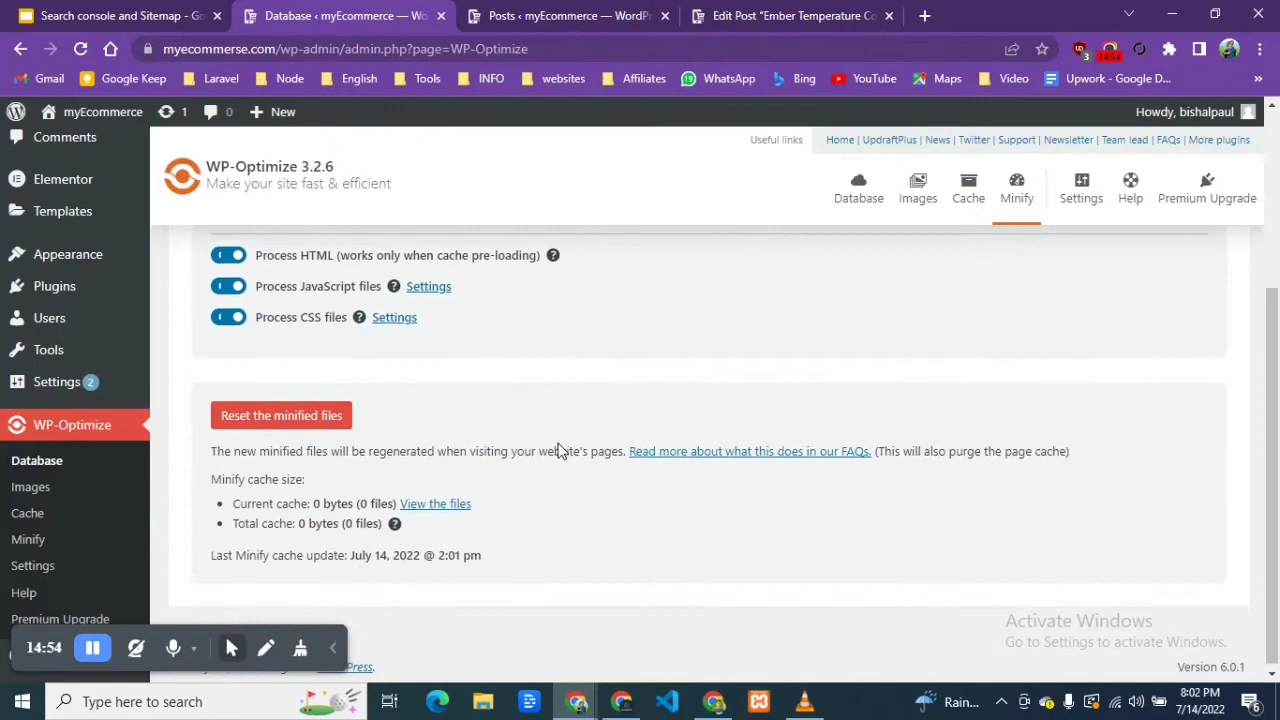 Search Console and Sitemap - Go
Database ‹ myEcommerce — Wo
Posts ‹ myEcommerce — WordPr
Edit Post “Ember Temperature Co
myecommerse.com/wp-admin/admin.php?page=WP-Optimize
3
14:54
Gmail
Google Keep
Laravel
Node
English
Tools
INFO
websites
Affiliates
19
WhatsApp
Bing
YouTube
Maps
Video
Upwork - Google D...
»
myEcommerce
1
0
New
Howdy, bishalpaul
Comments
Elementor
Templates
Appearance
Plugins
Users
Tools
Settings 2
WP-Optimize
Database
Images
Cache
Minify
Settings
Help
Premium Upgrade
Useful links
Home | UpdraftPlus | News | Twitter | Support | Newsletter | Team lead | FAQs | More plugins
WP-Optimize 3.2.6
Make your site fast & efficient
Database
Images
Cache
Minify
Settings
Help
Premium Upgrade
Process HTML (works only when cache pre-loading)
Process JavaScript files Settings
Process CSS files Settings
Reset the minified files
The new minified files will be regenerated when visiting your website's pages. Read more about what this does in our FAQs. (This will also purge the page cache)
Minify cache size:
• Current cache: 0 bytes (0 files) View the files
• Total cache: 0 bytes (0 files)
Last Minify cache update: July 14, 2022 @ 2:01 pm
Activate Windows
Go to Settings to activate Windows.
14:54
Press.
Version 6.0.1
Type here to search
Rain...
8:02 PM
7/14/2022
6